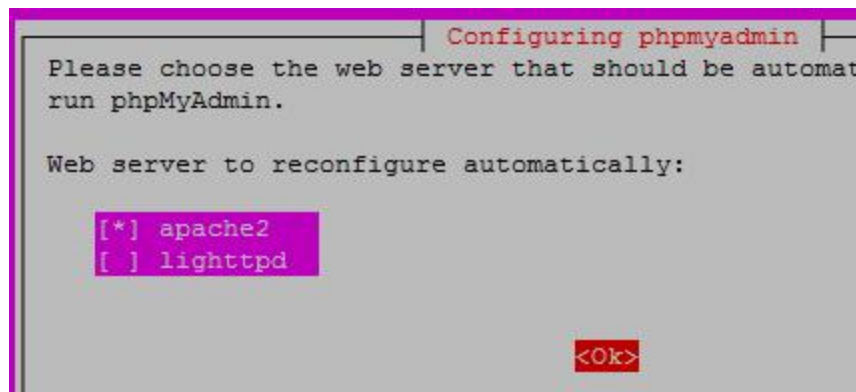 Configuring phpmyadmin
Please choose the web server that should be automat
run phpMyAdmin.
Web server to reconfigure automatically:
[*] apache2
[ ] lighttpd
<Ok>